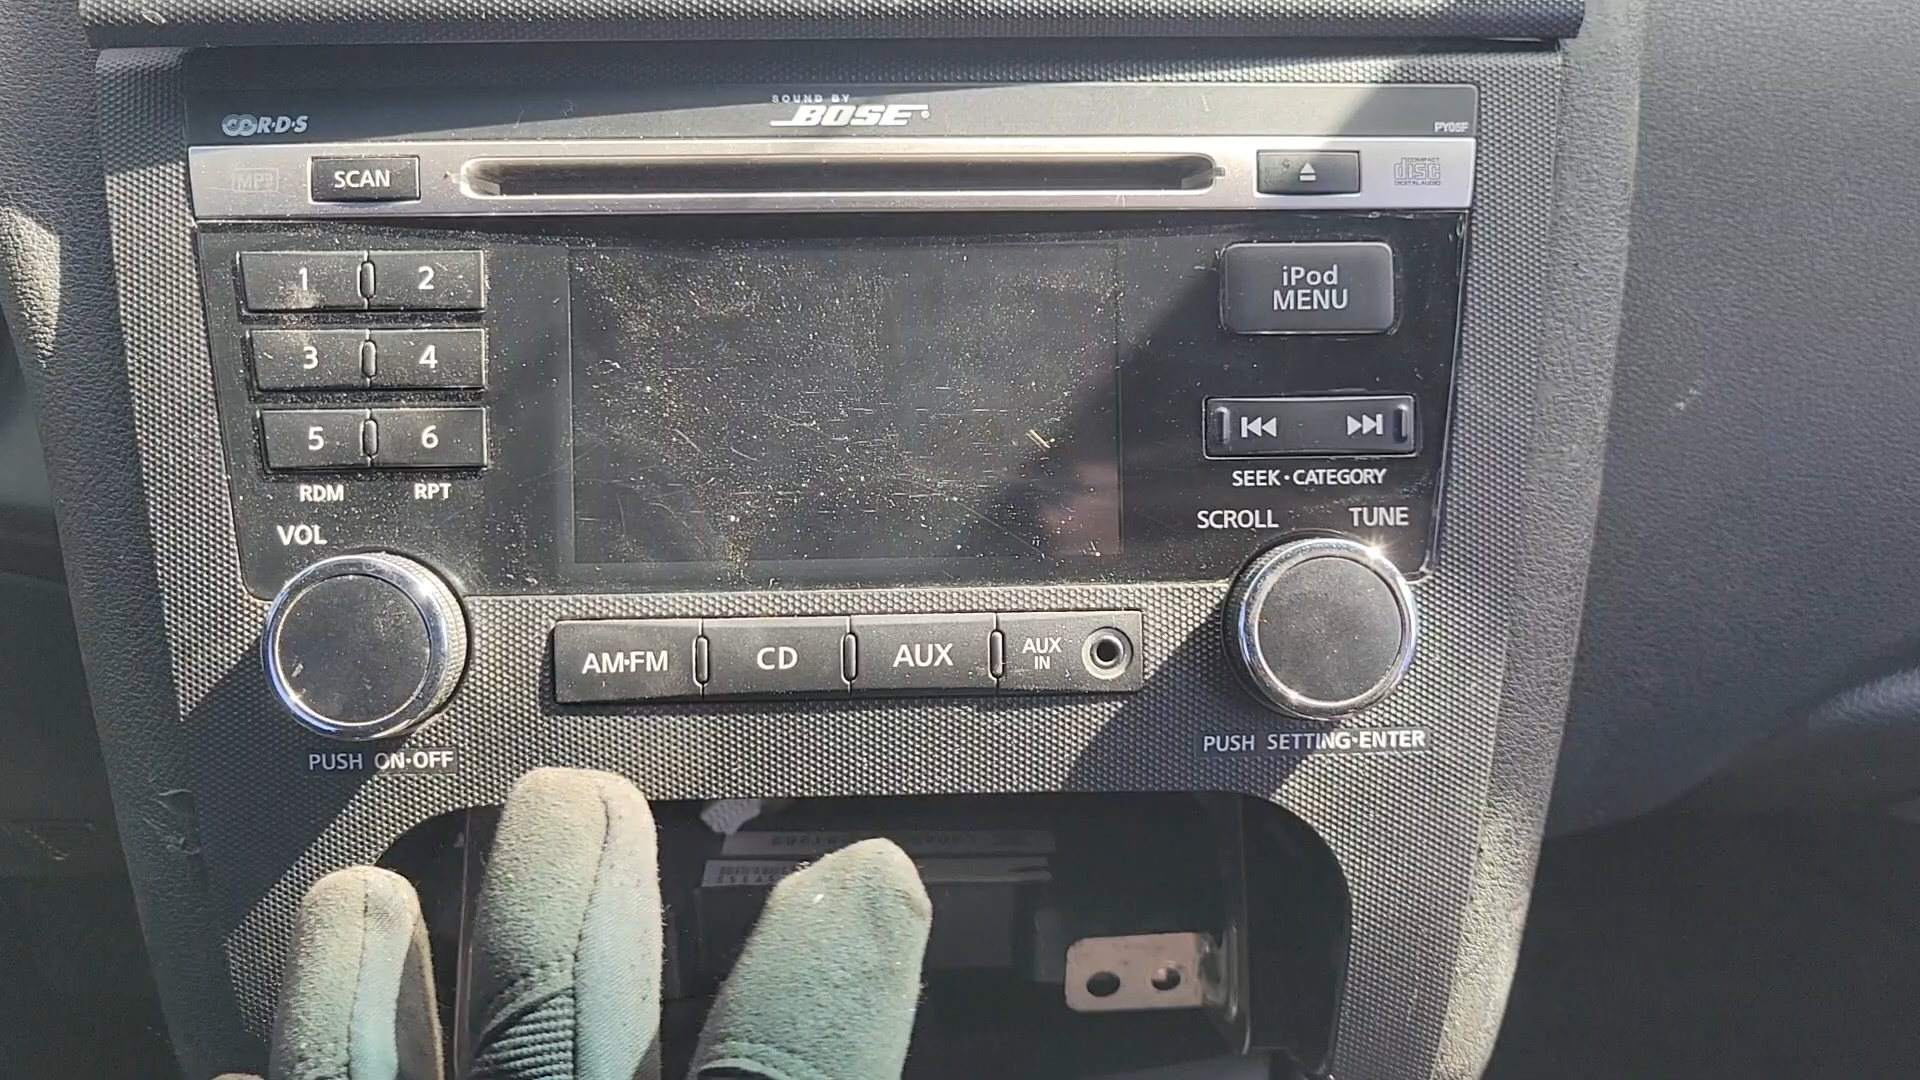 SOUND BY
BOSE
R·D·S
PY06F
MP3
SCAN
COMPACT
disc
DIGITAL AUDIO
1
2
iPod
MENU
3
4
5
6
SEEK·CATEGORY
RDM
RPT
SCROLL
TUNE
VOL
AM·FM
CD
AUX
AUX
IN
PUSH ON·OFF
PUSH SETTING·ENTER